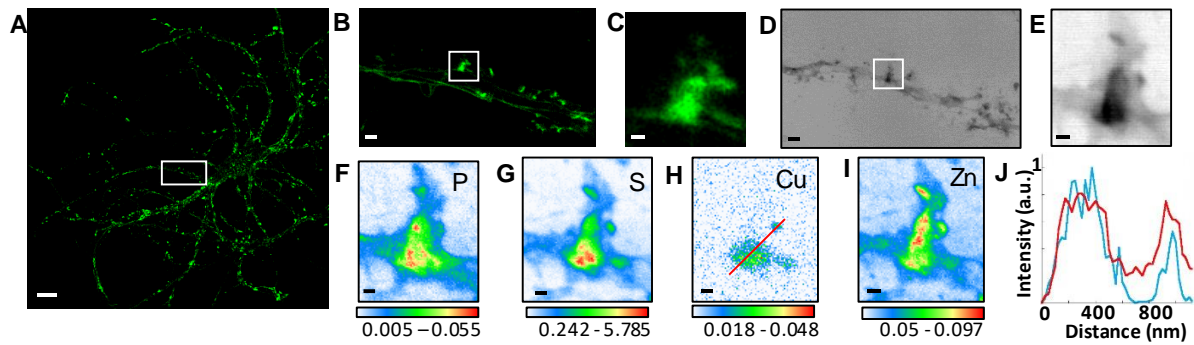 A
B
C
D
E
F
P
0.005 – 0.055
G
S
0.242 - 5.785
H
Cu
0.018 - 0.048
I
Zn
0.05 - 0.097
J
1
Intensity (a.u.)
0 400 800
Distance (nm)